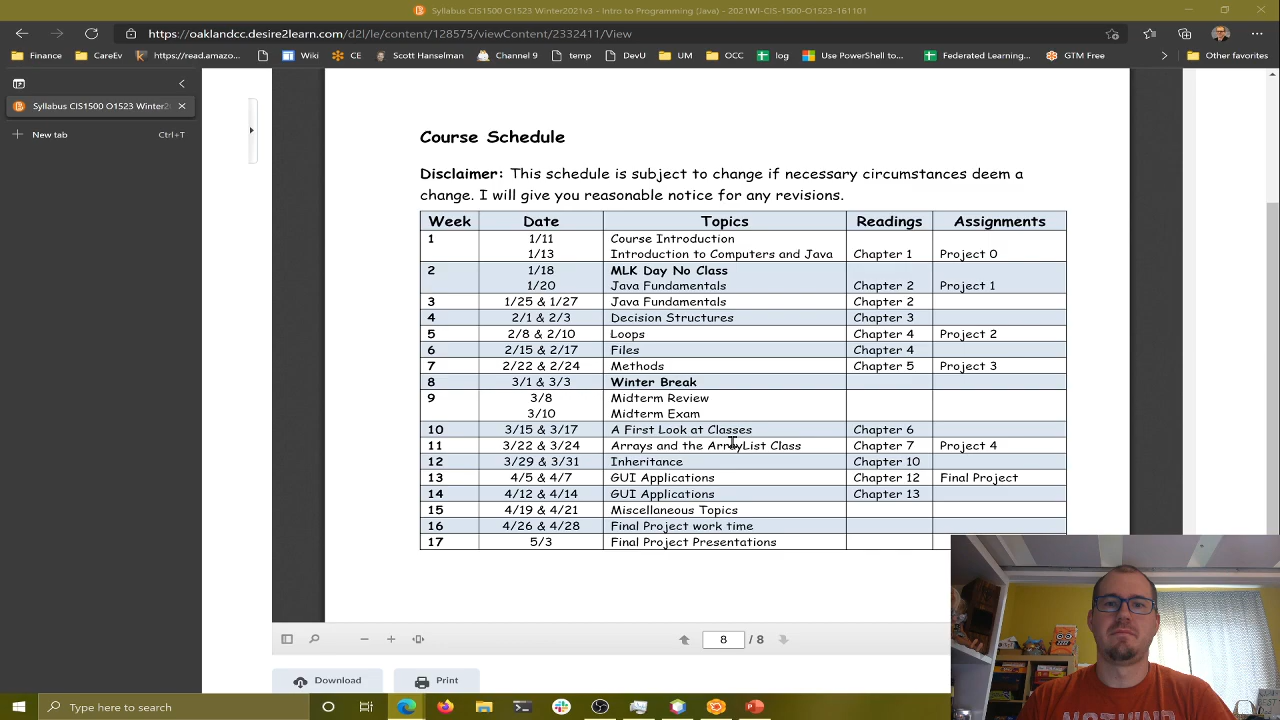 Syllabus CIS1500 O1523 Winter2021v3 - Intro to Programming (Java) - 2021WI-CIS-1500-O1523-161101
https://oaklandcc.desire2learn.com/d2l/le/content/128575/viewContent/2332411/View
Finance CareEv https://read.amazo... Wiki CE Scott Hanselman Channel 9 temp DevU UM OCC log Use PowerShell to... Federated Learning... GTM Free Other favorites
Syllabus CIS1500 O1523 Winter2
New tab Ctrl+T
Course Schedule
Disclaimer: This schedule is subject to change if necessary circumstances deem a
change. I will give you reasonable notice for any revisions.
Week Date Topics Readings Assignments
1 1/11 Course Introduction
1/13 Introduction to Computers and Java Chapter 1 Project 0
2 1/18 MLK Day No Class
1/20 Java Fundamentals Chapter 2 Project 1
3 1/25 & 1/27 Java Fundamentals Chapter 2
4 2/1 & 2/3 Decision Structures Chapter 3
5 2/8 & 2/10 Loops Chapter 4 Project 2
6 2/15 & 2/17 Files Chapter 4
7 2/22 & 2/24 Methods Chapter 5 Project 3
8 3/1 & 3/3 Winter Break
9 3/8 Midterm Review
3/10 Midterm Exam
10 3/15 & 3/17 A First Look at Classes Chapter 6
11 3/22 & 3/24 Arrays and the ArrayList Class Chapter 7 Project 4
12 3/29 & 3/31 Inheritance Chapter 10
13 4/5 & 4/7 GUI Applications Chapter 12 Final Project
14 4/12 & 4/14 GUI Applications Chapter 13
15 4/19 & 4/21 Miscellaneous Topics
16 4/26 & 4/28 Final Project work time
17 5/3 Final Project Presentations
8 / 8
Download Print
Type here to search